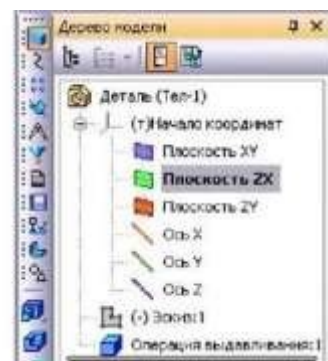 Дерево модели
Деталь (Тел-1)
(т)Начало координат
Плоскость XY
Плоскость ZX
Плоскость ZY
Ось X
Ось Y
Ось Z
(-) Эскиз:1
Операция выдавливания:1